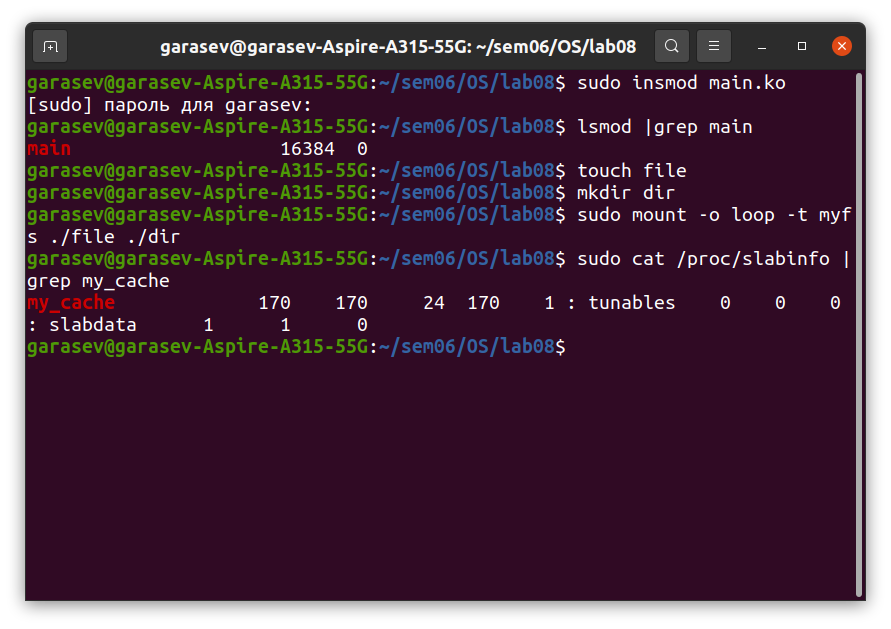 garasev@garasev-Aspire-A315-55G: ~/sem06/OS/lab08
garasev@garasev-Aspire-A315-55G:~/sem06/OS/lab08$ sudo insmod main.ko
[sudo] пароль для garasev:
garasev@garasev-Aspire-A315-55G:~/sem06/OS/lab08$ lsmod |grep main
main                   16384  0
garasev@garasev-Aspire-A315-55G:~/sem06/OS/lab08$ touch file
garasev@garasev-Aspire-A315-55G:~/sem06/OS/lab08$ mkdir dir
garasev@garasev-Aspire-A315-55G:~/sem06/OS/lab08$ sudo mount -o loop -t myf
s ./file ./dir
garasev@garasev-Aspire-A315-55G:~/sem06/OS/lab08$ sudo cat /proc/slabinfo |
grep my_cache
my_cache             170    170     24  170    1 : tunables    0    0    0
: slabdata      1      1      0
garasev@garasev-Aspire-A315-55G:~/sem06/OS/lab08$